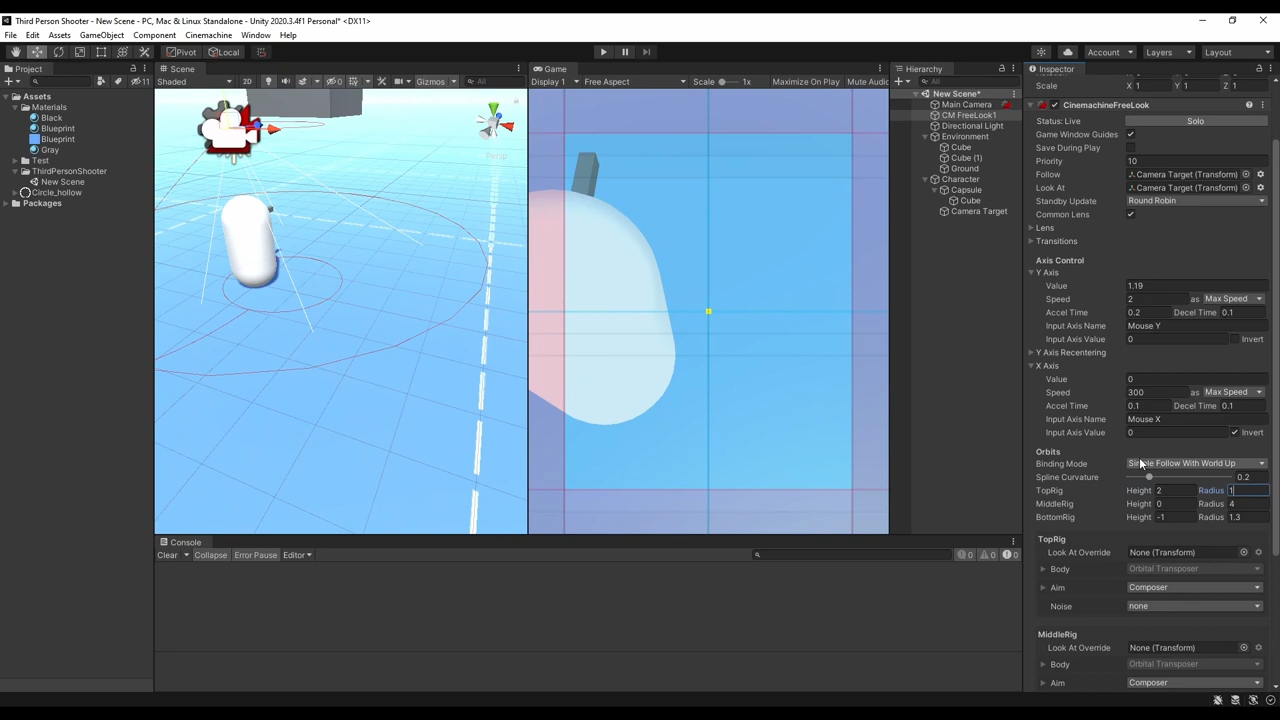 Third Person Shooter - New Scene - PC, Mac & Linux Standalone - Unity 2020.3.4f1 Personal* <DX11>
File Edit Assets GameObject Component Cinemachine Window Help
Pivot Local Account Layers Layout
Project
11
Assets
Materials
Black
Blueprint
Blueprint
Gray
Test
ThirdPersonShooter
New Scene
Circle_hollow
Packages
Scene
Shaded 2D 0 Gizmos All
Persp
Game
Display 1 Free Aspect Scale 1x Maximize On Play Mute Audi
Hierarchy
All
New Scene*
Main Camera
CM FreeLook1
Directional Light
Environment
Cube
Cube (1)
Ground
Character
Capsule
Cube
Camera Target
Console
Clear Collapse Error Pause Editor 0 0 0
Inspector
Scale X 1 Y 1 Z 1
CinemachineFreeLook
Status: Live Solo
Game Window Guides
Save During Play
Priority 10
Follow Camera Target (Transform)
Look At Camera Target (Transform)
Standby Update Round Robin
Common Lens
Lens
Transitions
Axis Control
Y Axis
Value 1.19
Speed 2 as Max Speed
Accel Time 0.2 Decel Time 0.1
Input Axis Name Mouse Y
Input Axis Value 0 Invert
Y Axis Recentering
X Axis
Value 0
Speed 300 as Max Speed
Accel Time 0.1 Decel Time 0.1
Input Axis Name Mouse X
Input Axis Value 0 Invert
Orbits
Binding Mode Simple Follow With World Up
Spline Curvature 0.2
TopRig Height 2 Radius 1
MiddleRig Height 0 Radius 4
BottomRig Height -1 Radius 1.3
TopRig
Look At Override None (Transform)
Body Orbital Transposer
Aim Composer
Noise none
MiddleRig
Look At Override None (Transform)
Body Orbital Transposer
Aim Composer